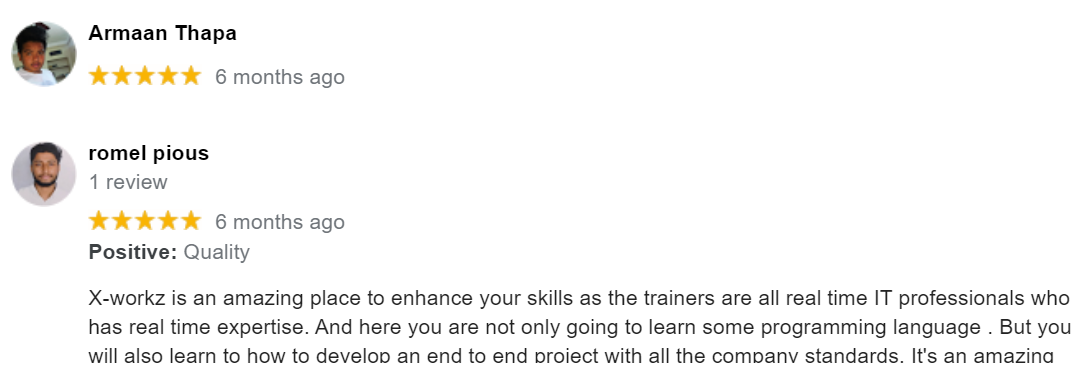 Armaan Thapa
6 months ago
romel pious
1 review
6 months ago
Positive: Quality
X-workz is an amazing place to enhance your skills as the trainers are all real time IT professionals who
has real time expertise. And here you are not only going to learn some programming language . But you
will also learn to how to develop an end to end project with all the company standards. It's an amazing